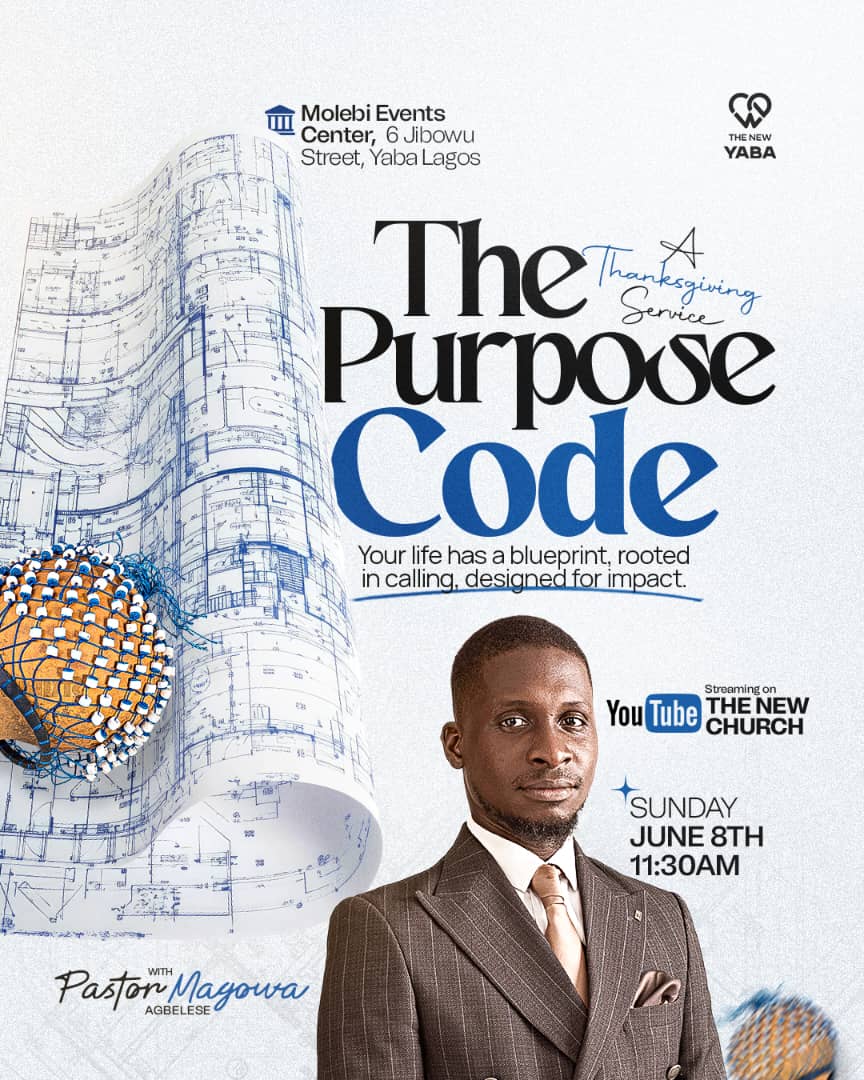 Molebi Events
Center, 6 Jibowu
Street, Yaba Lagos
THE NEW
YABA
The
A
Thanksgiving
Service
Purpose
Code
Your life has a blueprint, rooted
in calling, designed for impact.
YouTube
Streaming on
THE NEW
CHURCH
SUNDAY
JUNE 8TH
11:30AM
WITH
Pastor Magowa
AGBELESE